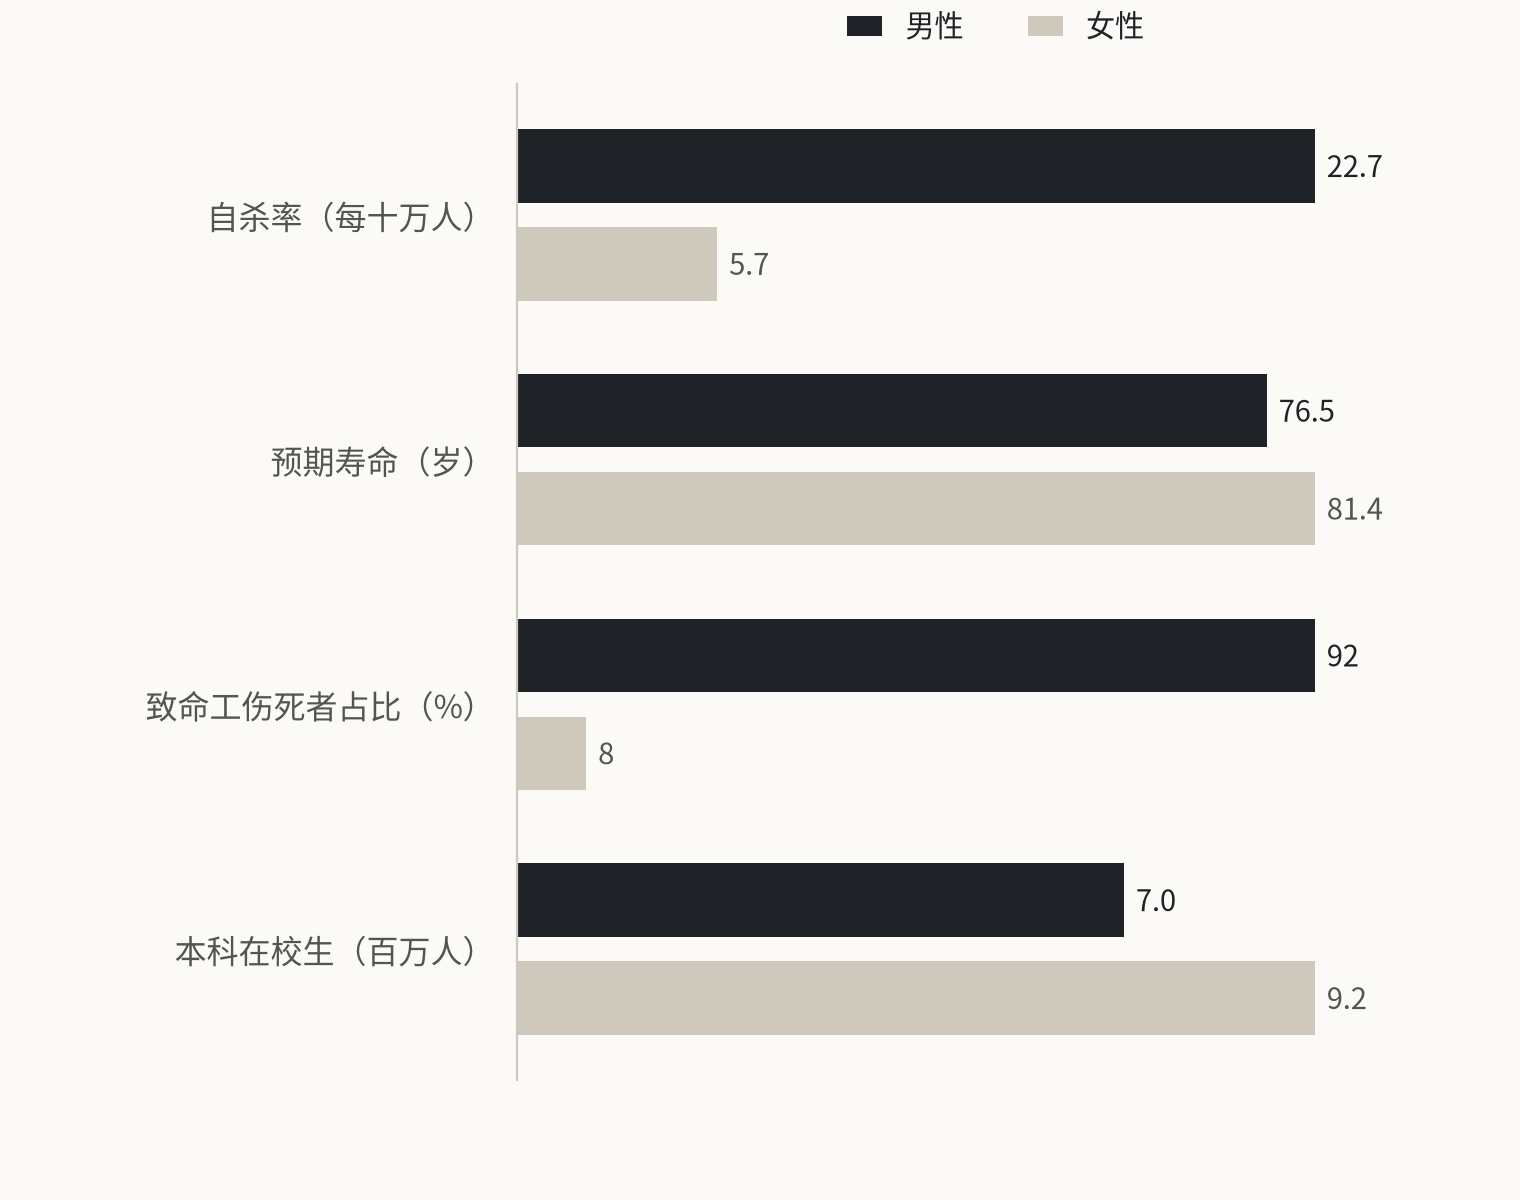 男性 女性
22.7
自杀率（每十万人）
5.7
76.5
预期寿命（岁）
81.4
92
致命工伤死者占比（%）
8
7.0
本科在校生（百万人）
9.2